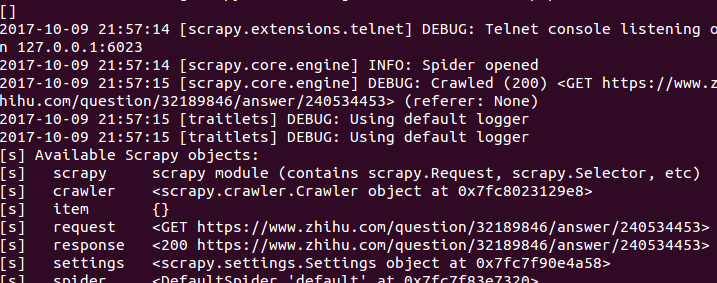 []
2017-10-09 21:57:14 [scrapy.extensions.telnet] DEBUG: Telnet console listening o
n 127.0.0.1:6023
2017-10-09 21:57:14 [scrapy.core.engine] INFO: Spider opened
2017-10-09 21:57:15 [scrapy.core.engine] DEBUG: Crawled (200) <GET https://www.z
hihu.com/question/32189846/answer/240534453> (referer: None)
2017-10-09 21:57:15 [traitlets] DEBUG: Using default logger
2017-10-09 21:57:15 [traitlets] DEBUG: Using default logger
[s] Available Scrapy objects:
[s]   scrapy     scrapy module (contains scrapy.Request, scrapy.Selector, etc)
[s]   crawler    <scrapy.crawler.Crawler object at 0x7fc8023129e8>
[s]   item       {}
[s]   request    <GET https://www.zhihu.com/question/32189846/answer/240534453>
[s]   response   <200 https://www.zhihu.com/question/32189846/answer/240534453>
[s]   settings   <scrapy.settings.Settings object at 0x7fc7f90e4a58>
[s]   spider     <DefaultSpider 'default' at 0x7fc7f83e7320>